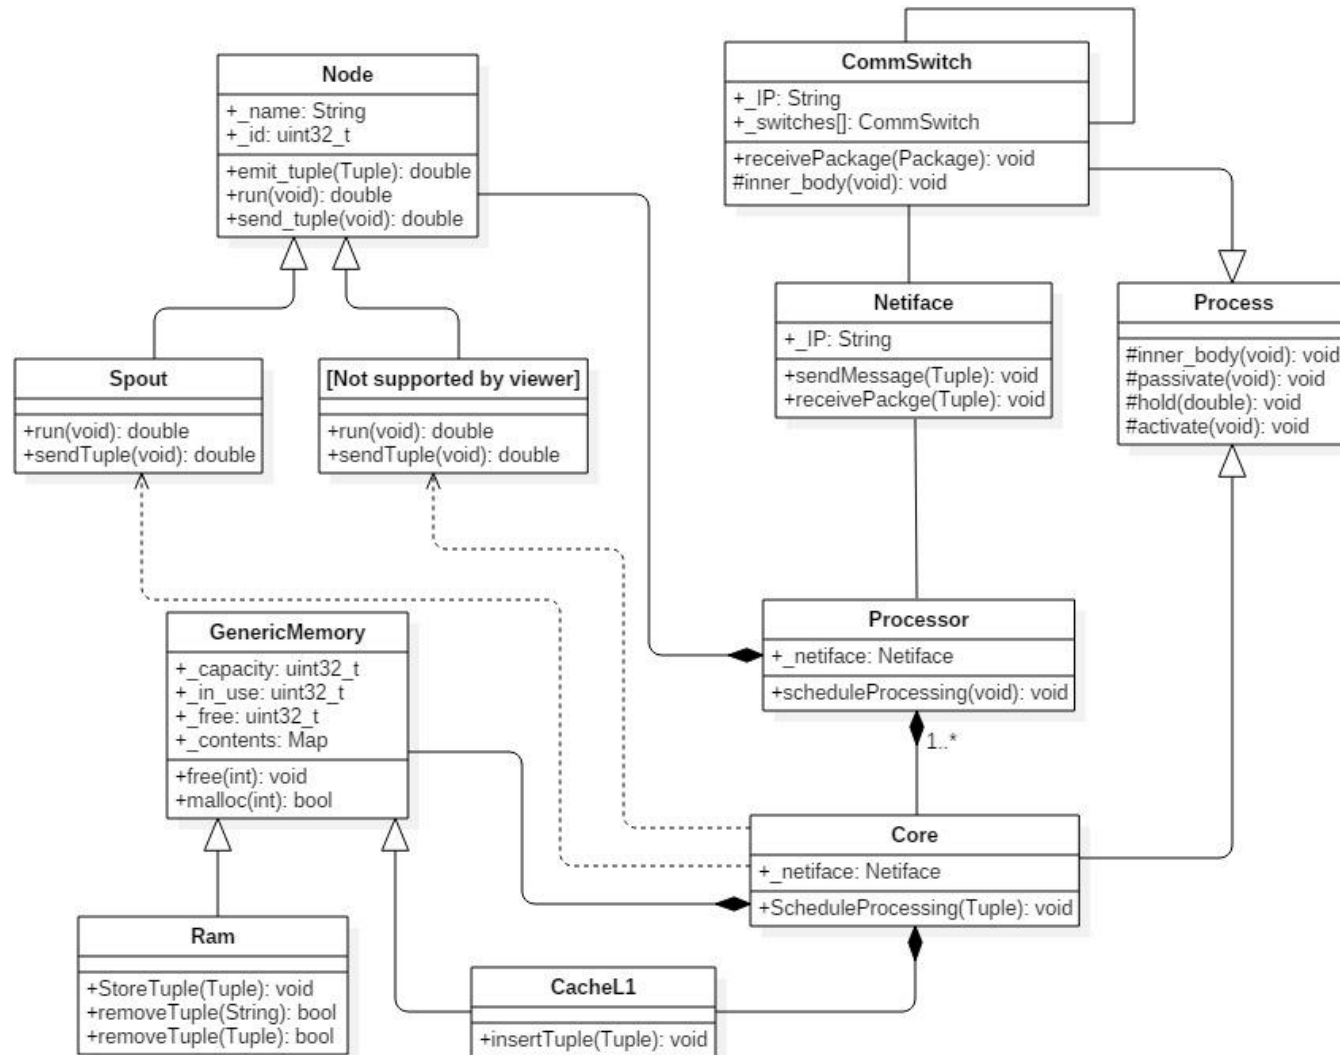 Node
+_name: String
+_id: uint32_t
+emit_tuple(Tuple): double
+run(void): double
+send_tuple(void): double
CommSwitch
+_IP: String
+_switches[]: CommSwitch
+receivePackage(Package): void
#inner_body(void): void
Netiface
+_IP: String
+sendMessage(Tuple): void
+receivePackge(Tuple): void
Process
#inner_body(void): void
#passivate(void): void
#hold(double): void
#activate(void): void
Spout
+run(void): double
+sendTuple(void): double
[Not supported by viewer]
+run(void): double
+sendTuple(void): double
GenericMemory
+_capacity: uint32_t
+_in_use: uint32_t
+_free: uint32_t
+_contents: Map
+free(int): void
+malloc(int): bool
Processor
+_netiface: Netiface
+scheduleProcessing(void): void
1..*
Core
+_netiface: Netiface
+ScheduleProcessing(Tuple): void
Ram
+StoreTuple(Tuple): void
+removeTuple(String): bool
+removeTuple(Tuple): bool
CacheL1
+insertTuple(Tuple): void